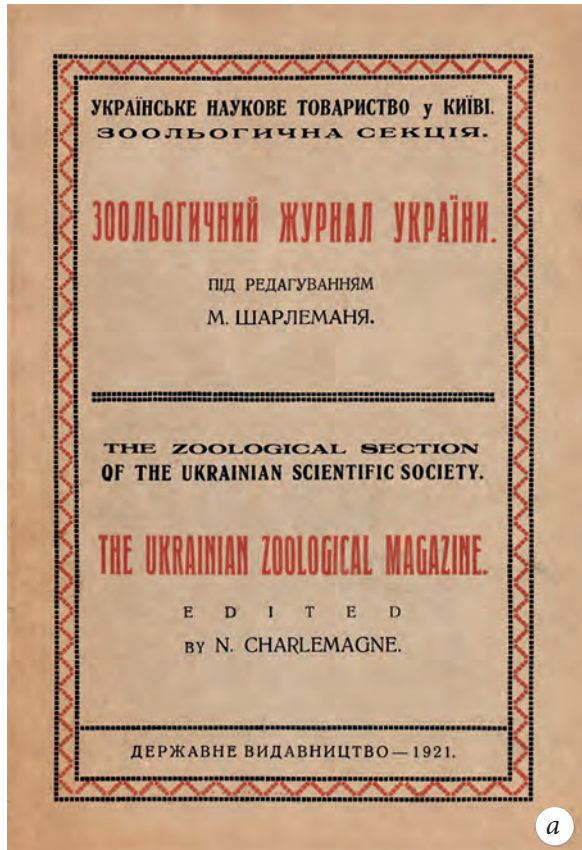 УКРАЇНСЬКЕ НАУКОВЕ ТОВАРИСТВО у КИЇВІ.
ЗООЛЬОГИЧНА СЕКЦІЯ.
ЗООЛЬОГИЧНИЙ ЖУРНАЛ УКРАЇНИ.
ПІД РЕДАГУВАННЯМ
М. ШАРЛЕМАНЯ.
THE ZOOLOGICAL SECTION
OF THE UKRAINIAN SCIENTIFIC SOCIETY.
THE UKRAINIAN ZOOLOGICAL MAGAZINE.
EDITED
BY N. CHARLEMAGNE.
ДЕРЖАВНЕ ВИДАВНИЦТВО—1921.
a